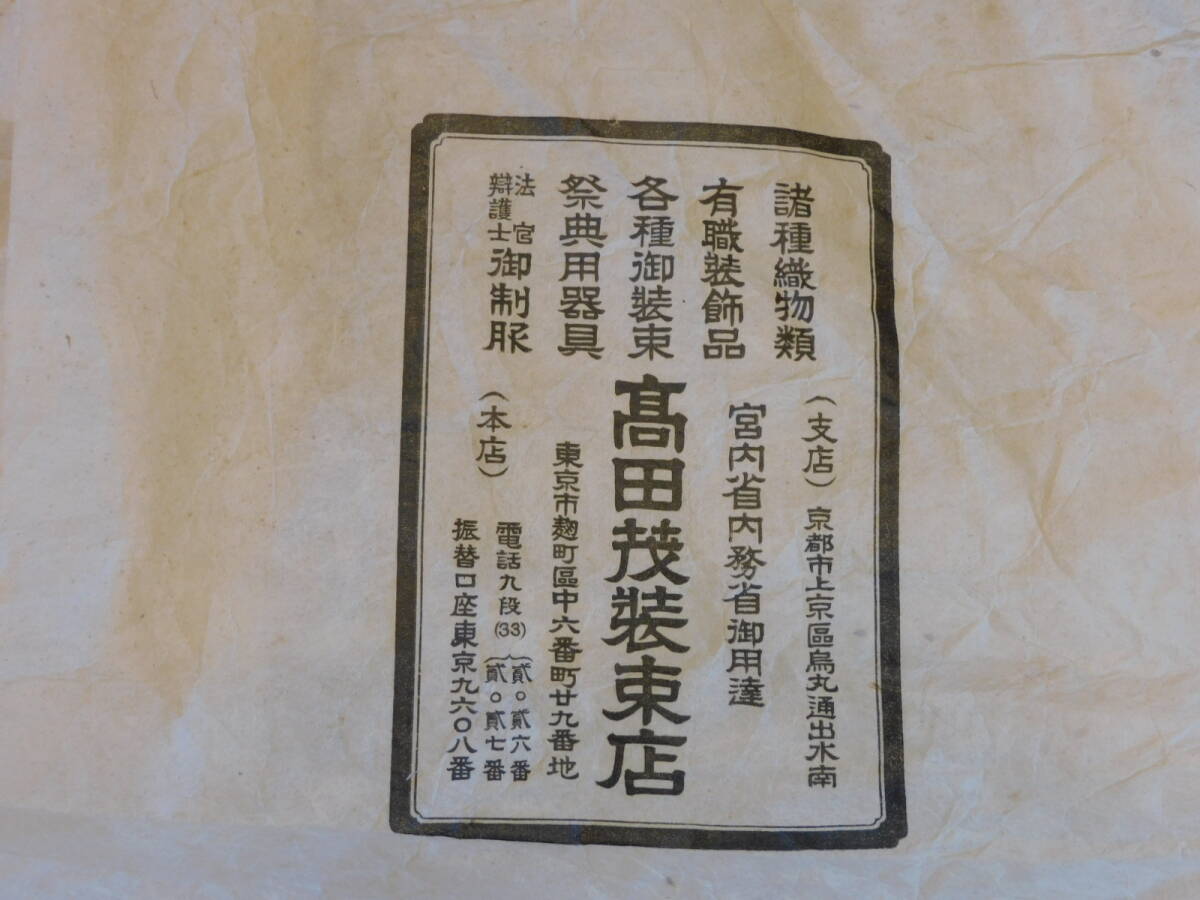 諸種織物類
有職装飾品
各種御装束
祭典用器具
法官
辯護士
御制服
(支店)京都市上京區烏丸通出水南
宮内省内務省御用達
髙田茂装束店
東京市麹町區中六番町廿九番地
(本店)
電話九段(33)
貳〇貳六番
貳〇貳七番
振替口座東京九六〇八番